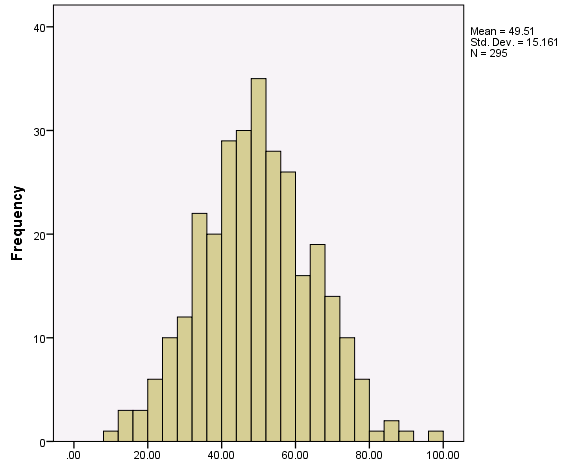 Mean = 49.51
Std. Dev. = 15.161
N = 295
Frequency
40
30
20
10
0
.00 20.00 40.00 60.00 80.00 100.00